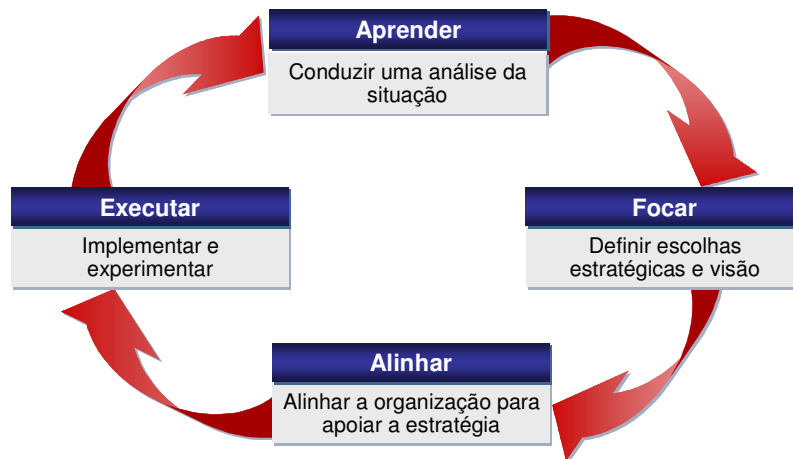 Aprender
Conduzir uma análise da
situação
Executar
Implementar e
experimentar
Focar
Definir escolhas
estratégicas e visão
Alinhar
Alinhar a organização para
apoiar a estratégia